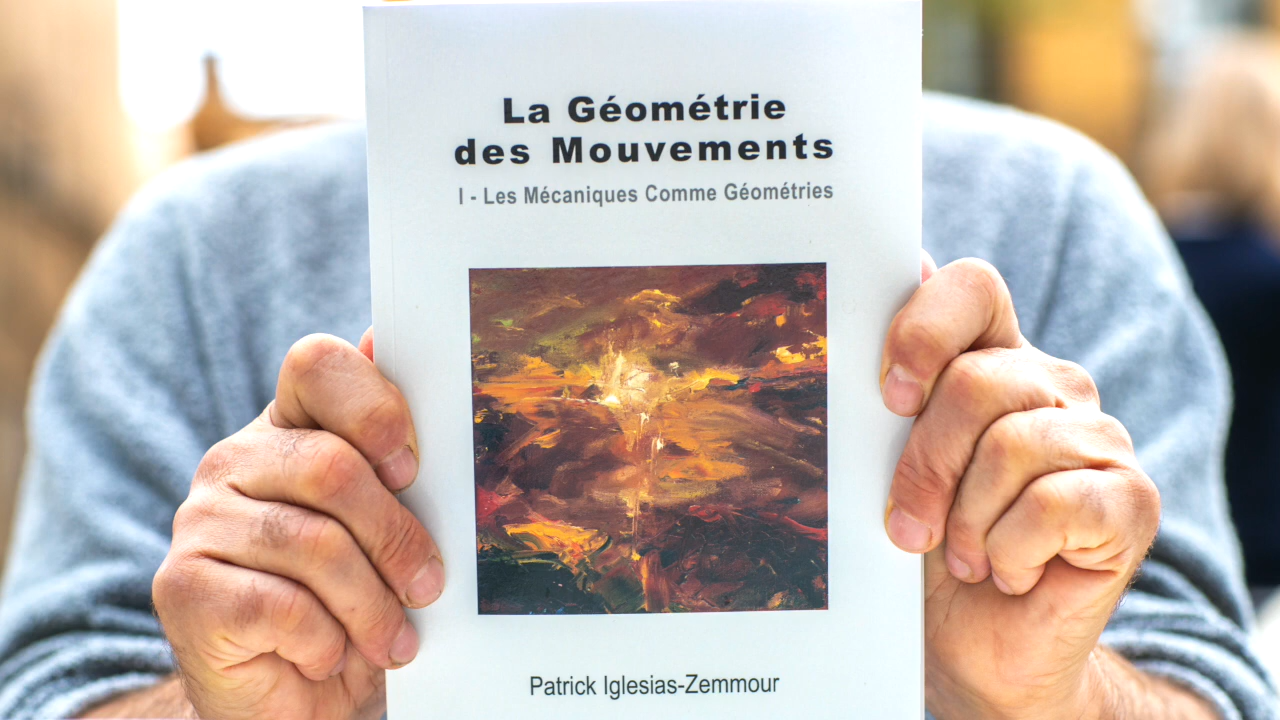 La Géométrie
des Mouvements
I - Les Mécaniques Comme Géométries
Patrick Iglesias-Zemmour